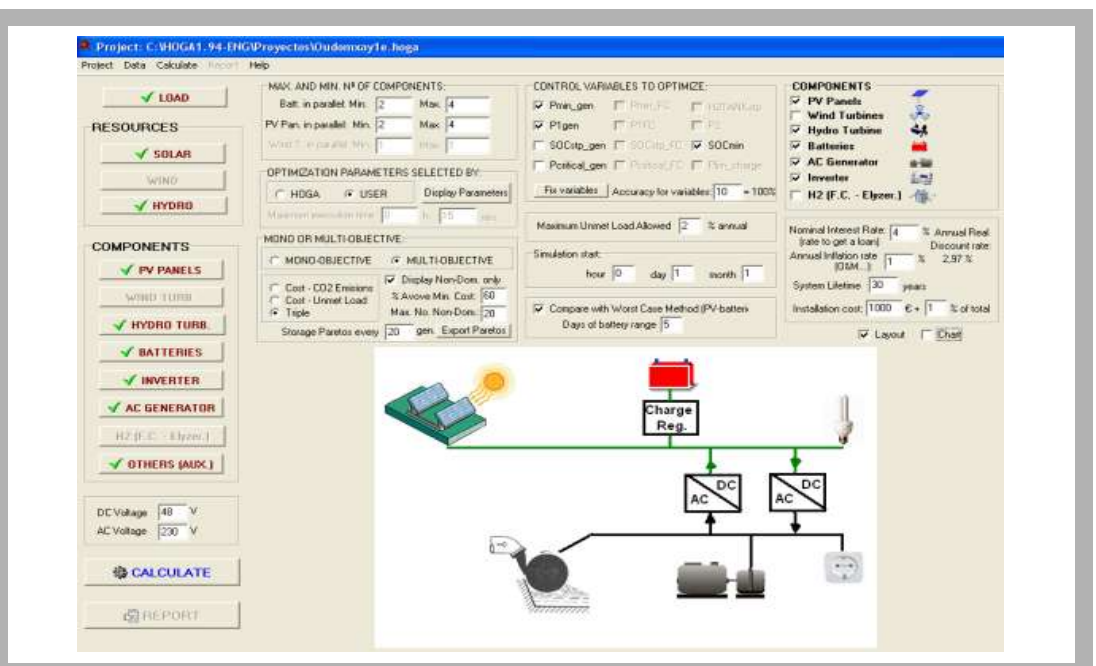 Project: C:\HOGA1.94-ENG\Proyectos\Oudomxay1e.hoga
Project Data Calculate Report Help
LOAD
RESOURCES
SOLAR
WIND
HYDRO
COMPONENTS
PV PANELS
WIND TURB.
HYDRO TURB.
BATTERIES
INVERTER
AC GENERATOR
H2 (F.C. - Elyzer.)
OTHERS (AUX.)
DC Voltage 48 V
AC Voltage 230 V
CALCULATE
REPORT
MAX. AND MIN. Nº OF COMPONENTS:
Batt. in parallel: Min. 2 Max. 4
PV Pan. in parallel: Min. 2 Max. 4
Wind T. in parallel: Min. 1 Max. 1
OPTIMIZATION PARAMETERS SELECTED BY:
HOGA USER Display Parameters
Maximum execution time: 0 h. 15
MONO OR MULTI-OBJECTIVE:
MONO-OBJECTIVE MULTI-OBJECTIVE
Cost - CO2 Emisions
Cost - Unmet Load
Triple
Display Non-Dom. only
% Avove Min. Cost: 60
Max. No. Non-Dom. 20
Storage Paretos every 20 gen. Export Paretos
CONTROL VARIABLES TO OPTIMIZE:
Pmin_gen Pmin_FC
P1gen P1FC P2
SOCstp_gen SOCstp_FC SOCmin
Pcritical_gen Pcritical_FC Plim_charge
Fix variables Accuracy for variables: 10 = 100%
Maximum Unmet Load Allowed 2 % annual
Simulation start:
hour 0 day 1 month 1
Compare with Worst Case Method (PV-batteri
Days of battery range 5
COMPONENTS
PV Panels
Wind Turbines
Hydro Turbine
Batteries
AC Generator
Inverter
H2 (F.C. - Elyzer.)
Nominal Interest Rate: 4 %
(rate to get a loan)
Annual Real
Discount rate:
2,97 %
Annual Inflation rate 1 %
(O&M...):
System Lifetime 30 years
Installation cost: 1000 € + 1 % of total
Layout Chart
Charge
Reg.
DC
AC
DC
AC